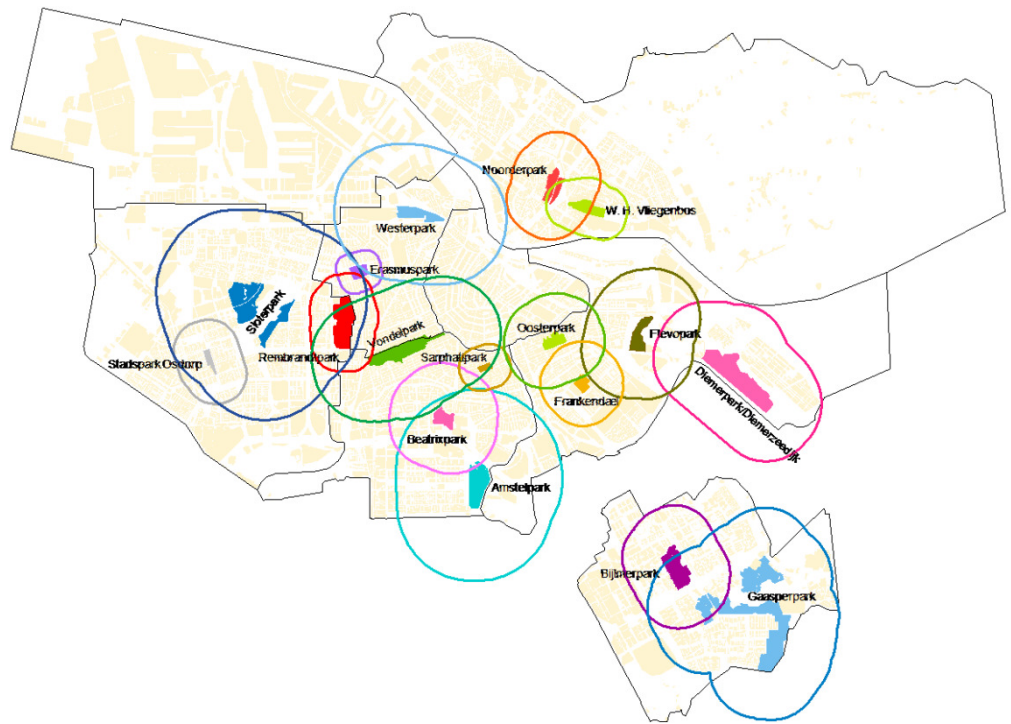 Noorderpark
W. H. Vliegenbos
Westerpark
Erasmuspark
Sloterpark
Vondelpark
Oosterpark
Flevopark
Stadspark Osdorp
Rembrandtpark
Sarphatipark
Diemerpark/Diemerzeedijk
Frankendael
Beatrixpark
Amstelpark
Bijlmerpark
Gaasperpark